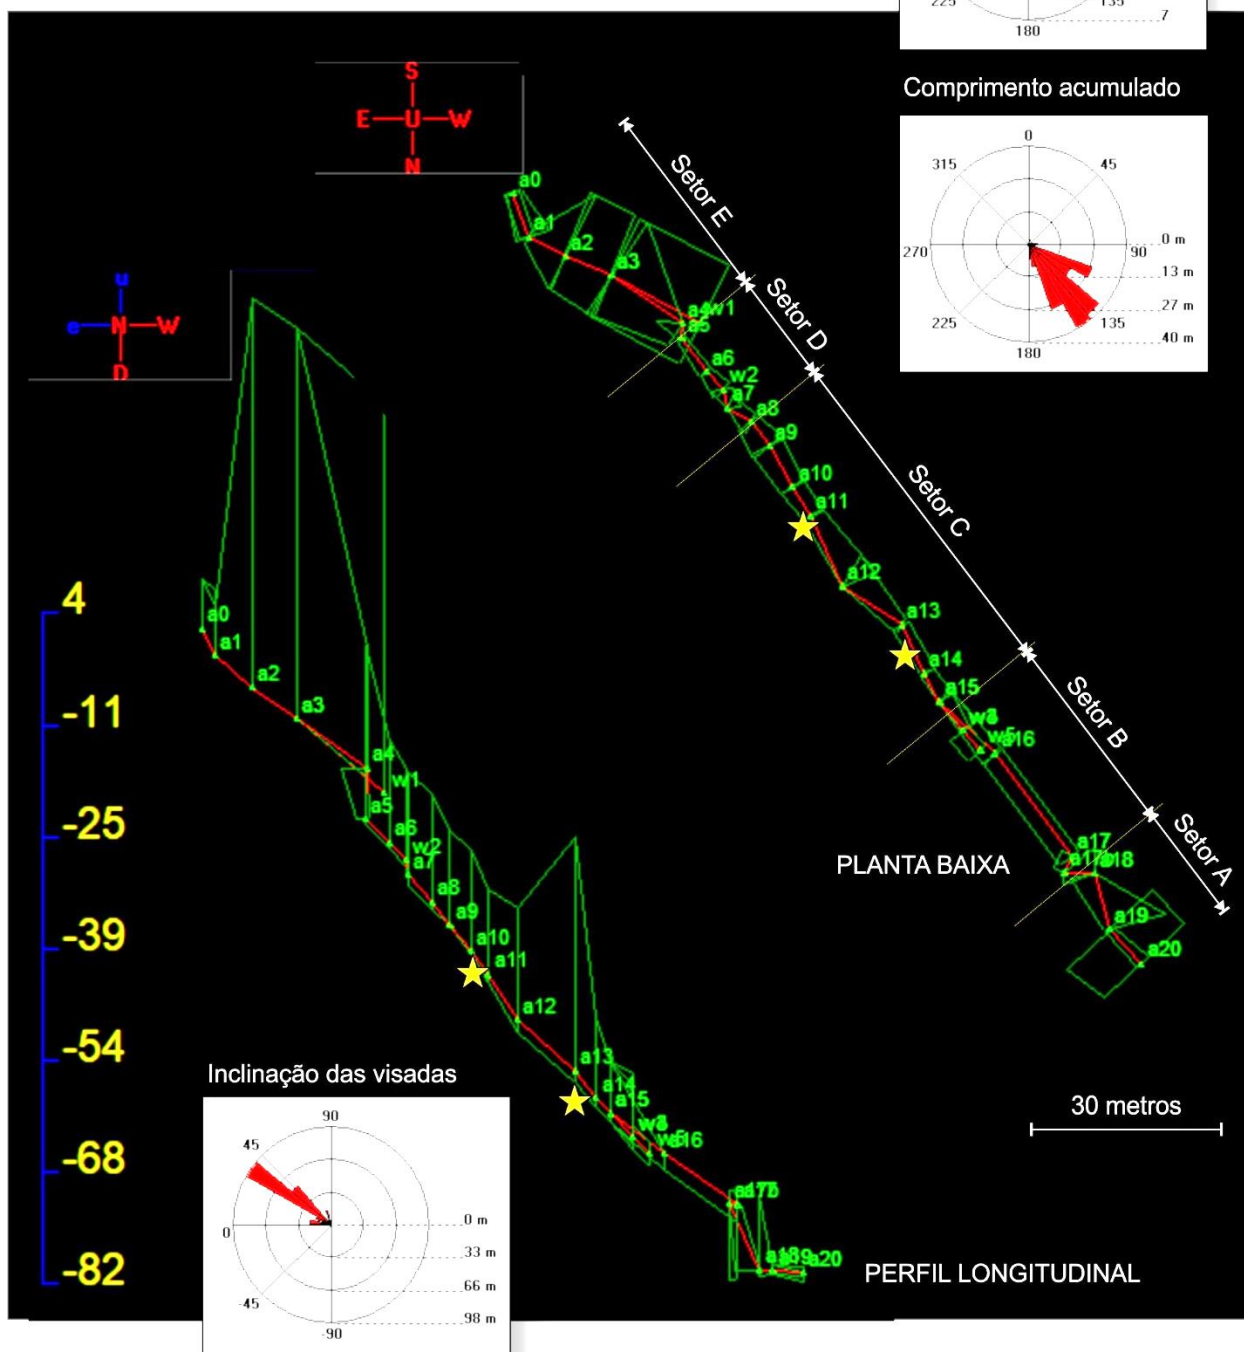 225
135
7
180
Comprimento acumulado
0
315
45
270
90
0 m
13 m
27 m
40 m
225
135
180
S
E U W
N
u
e N W
D
Setor E
Setor D
Setor C
Setor B
Setor A
a0
a1
a2
a3
a4 w1
a5
a6
w2
a7
a8
a9
a10
a11
a12
a13
a14
a15
a16
a17
a18
a19
a20
PLANTA BAIXA
4
-11
-25
-39
-54
-68
-82
a0
a1
a2
a3
a4
w1
a5
a6
w2
a7
a8
a9
a10
a11
a12
a13
a14
a15
a16
a20
30 metros
PERFIL LONGITUDINAL
Inclinação das visadas
90
45
0
0 m
33 m
66 m
98 m
-45
-90